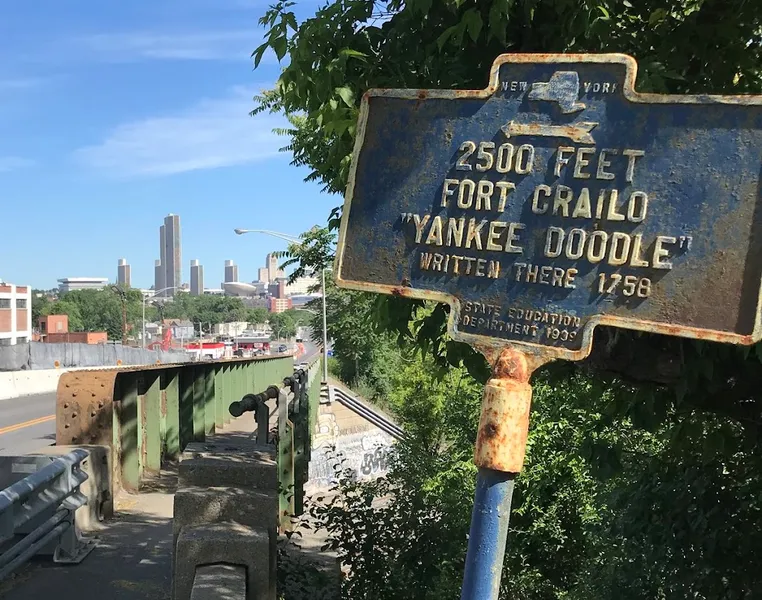 NEW YORK
2500 FEET
FORT CRAILO
"YANKEE DOODLE"
WRITTEN THERE 1758
STATE EDUCATION
DEPARTMENT 1939